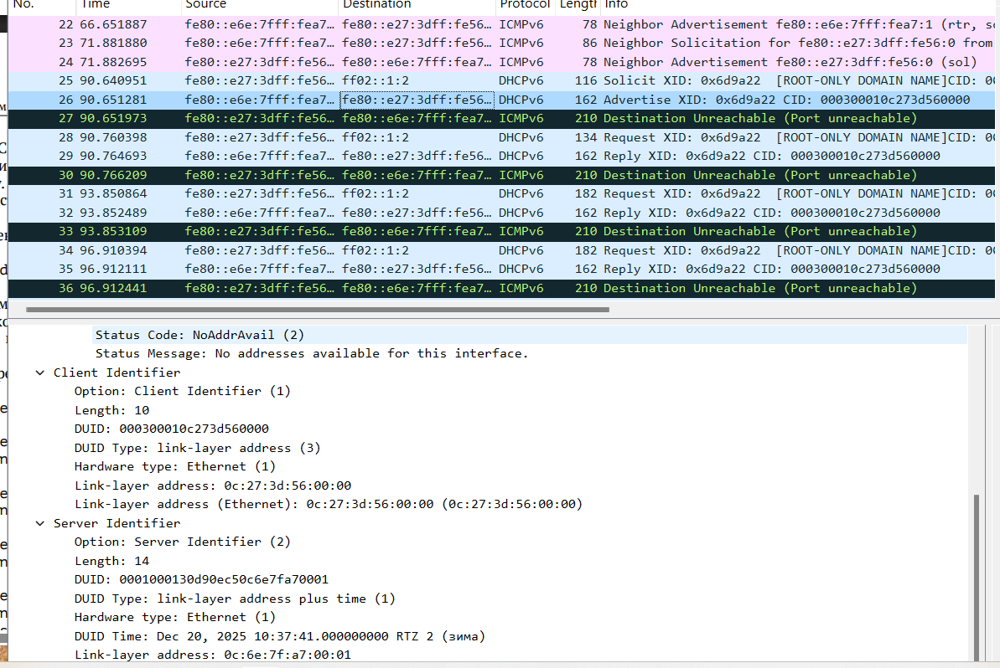 No. Time Source Destination Protocol Length Info
22 66.651887 fe80::e6e:7fff:fea7… fe80::e27:3dff:fe56… ICMPv6 78 Neighbor Advertisement fe80::e6e:7fff:fea7:1 (rtr, so
23 71.881880 fe80::e6e:7fff:fea7… fe80::e27:3dff:fe56… ICMPv6 86 Neighbor Solicitation for fe80::e27:3dff:fe56:0 from
24 71.882695 fe80::e27:3dff:fe56… fe80::e6e:7fff:fea7… ICMPv6 78 Neighbor Advertisement fe80::e27:3dff:fe56:0 (sol)
25 90.640951 fe80::e27:3dff:fe56… ff02::1:2 DHCPv6 116 Solicit XID: 0x6d9a22 [ROOT-ONLY DOMAIN NAME]CID: 0
26 90.651281 fe80::e6e:7fff:fea7… fe80::e27:3dff:fe56… DHCPv6 162 Advertise XID: 0x6d9a22 CID: 000300010c273d560000
27 90.651973 fe80::e27:3dff:fe56… fe80::e6e:7fff:fea7… ICMPv6 210 Destination Unreachable (Port unreachable)
28 90.760398 fe80::e27:3dff:fe56… ff02::1:2 DHCPv6 134 Request XID: 0x6d9a22 [ROOT-ONLY DOMAIN NAME]CID: 0
29 90.764693 fe80::e6e:7fff:fea7… fe80::e27:3dff:fe56… DHCPv6 162 Reply XID: 0x6d9a22 CID: 000300010c273d560000
30 90.766209 fe80::e27:3dff:fe56… fe80::e6e:7fff:fea7… ICMPv6 210 Destination Unreachable (Port unreachable)
31 93.850864 fe80::e27:3dff:fe56… ff02::1:2 DHCPv6 182 Request XID: 0x6d9a22 [ROOT-ONLY DOMAIN NAME]CID: 0
32 93.852489 fe80::e6e:7fff:fea7… fe80::e27:3dff:fe56… DHCPv6 162 Reply XID: 0x6d9a22 CID: 000300010c273d560000
33 93.853109 fe80::e27:3dff:fe56… fe80::e6e:7fff:fea7… ICMPv6 210 Destination Unreachable (Port unreachable)
34 96.910394 fe80::e27:3dff:fe56… ff02::1:2 DHCPv6 182 Request XID: 0x6d9a22 [ROOT-ONLY DOMAIN NAME]CID: 0
35 96.912111 fe80::e6e:7fff:fea7… fe80::e27:3dff:fe56… DHCPv6 162 Reply XID: 0x6d9a22 CID: 000300010c273d560000
36 96.912441 fe80::e27:3dff:fe56… fe80::e6e:7fff:fea7… ICMPv6 210 Destination Unreachable (Port unreachable)
Status Code: NoAddrAvail (2)
Status Message: No addresses available for this interface.
Client Identifier
Option: Client Identifier (1)
Length: 10
DUID: 000300010c273d560000
DUID Type: link-layer address (3)
Hardware type: Ethernet (1)
Link-layer address: 0c:27:3d:56:00:00
Link-layer address (Ethernet): 0c:27:3d:56:00:00 (0c:27:3d:56:00:00)
Server Identifier
Option: Server Identifier (2)
Length: 14
DUID: 0001000130d90ec50c6e7fa70001
DUID Type: link-layer address plus time (1)
Hardware type: Ethernet (1)
DUID Time: Dec 20, 2025 10:37:41.000000000 RTZ 2 (зима)
Link-layer address: 0c:6e:7f:a7:00:01